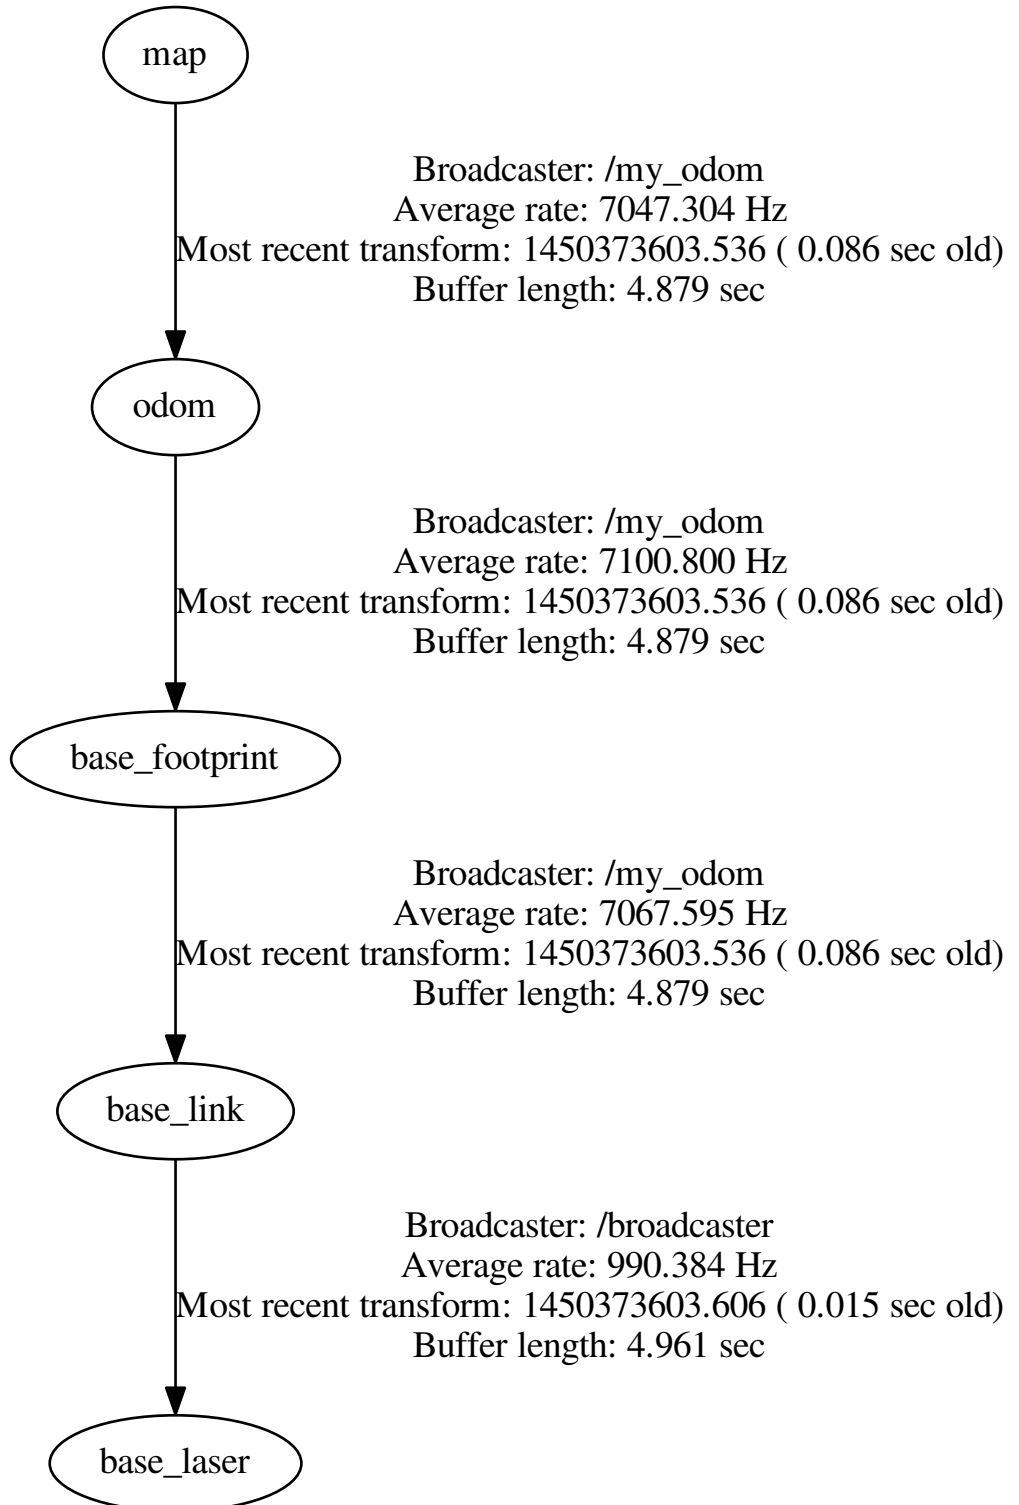 map
Broadcaster: /my_odom
Average rate: 7047.304 Hz
Most recent transform: 1450373603.536 ( 0.086 sec old)
Buffer length: 4.879 sec
odom
Broadcaster: /my_odom
Average rate: 7100.800 Hz
Most recent transform: 1450373603.536 ( 0.086 sec old)
Buffer length: 4.879 sec
base_footprint
Broadcaster: /my_odom
Average rate: 7067.595 Hz
Most recent transform: 1450373603.536 ( 0.086 sec old)
Buffer length: 4.879 sec
base_link
Broadcaster: /broadcaster
Average rate: 990.384 Hz
Most recent transform: 1450373603.606 ( 0.015 sec old)
Buffer length: 4.961 sec
base_laser